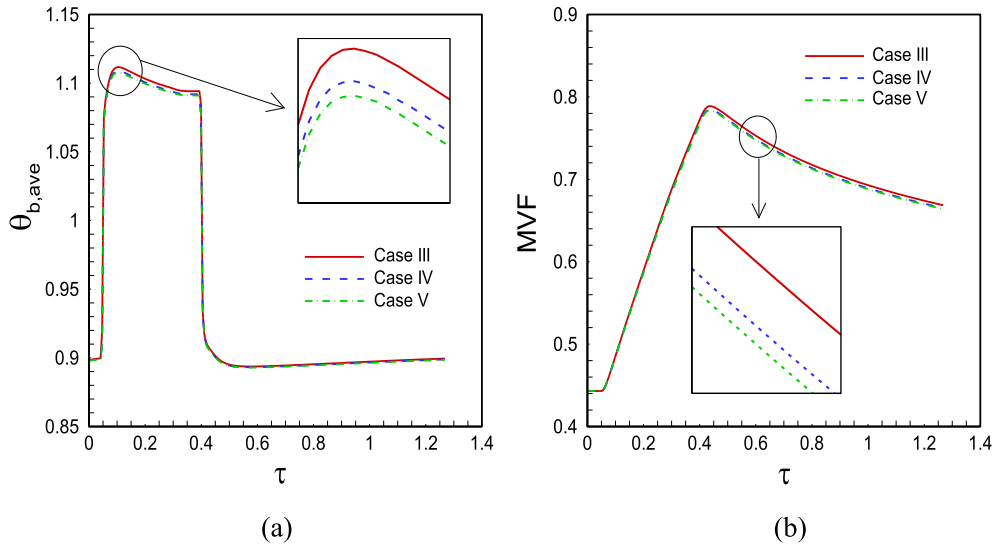 1.15
1.1
1.05
1
0.95
0.9
0.85
θb,ave
Case III
Case IV
Case V
0 0.2 0.4 0.6 0.8 1 1.2 1.4
τ
(a)
0.9
0.8
0.7
0.6
0.5
0.4
MVF
Case III
Case IV
Case V
0 0.2 0.4 0.6 0.8 1 1.2 1.4
τ
(b)